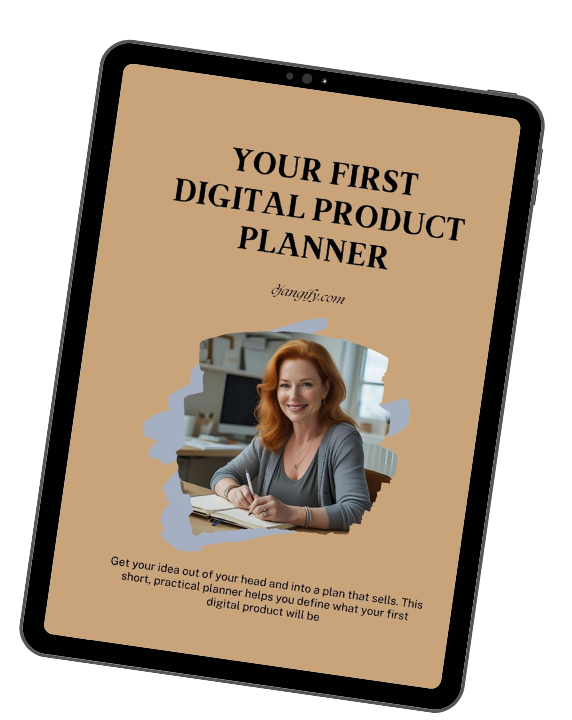 YOUR FIRST
DIGITAL PRODUCT
PLANNER
djangify.com
Get your idea out of your head and into a plan that sells. This
short, practical planner helps you define what your first
digital product will be